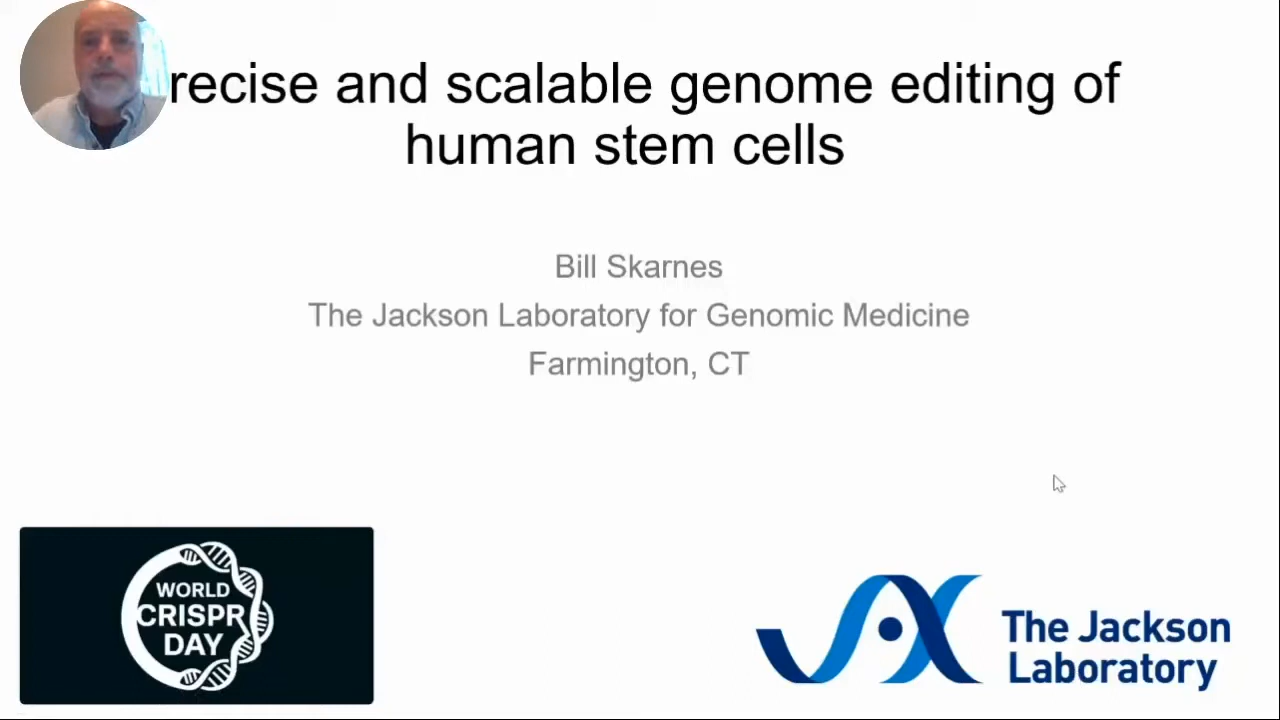 recise and scalable genome editing of
human stem cells
Bill Skarnes
The Jackson Laboratory for Genomic Medicine
Farmington, CT
WORLD
CRISPR
DAY
The Jackson
Laboratory